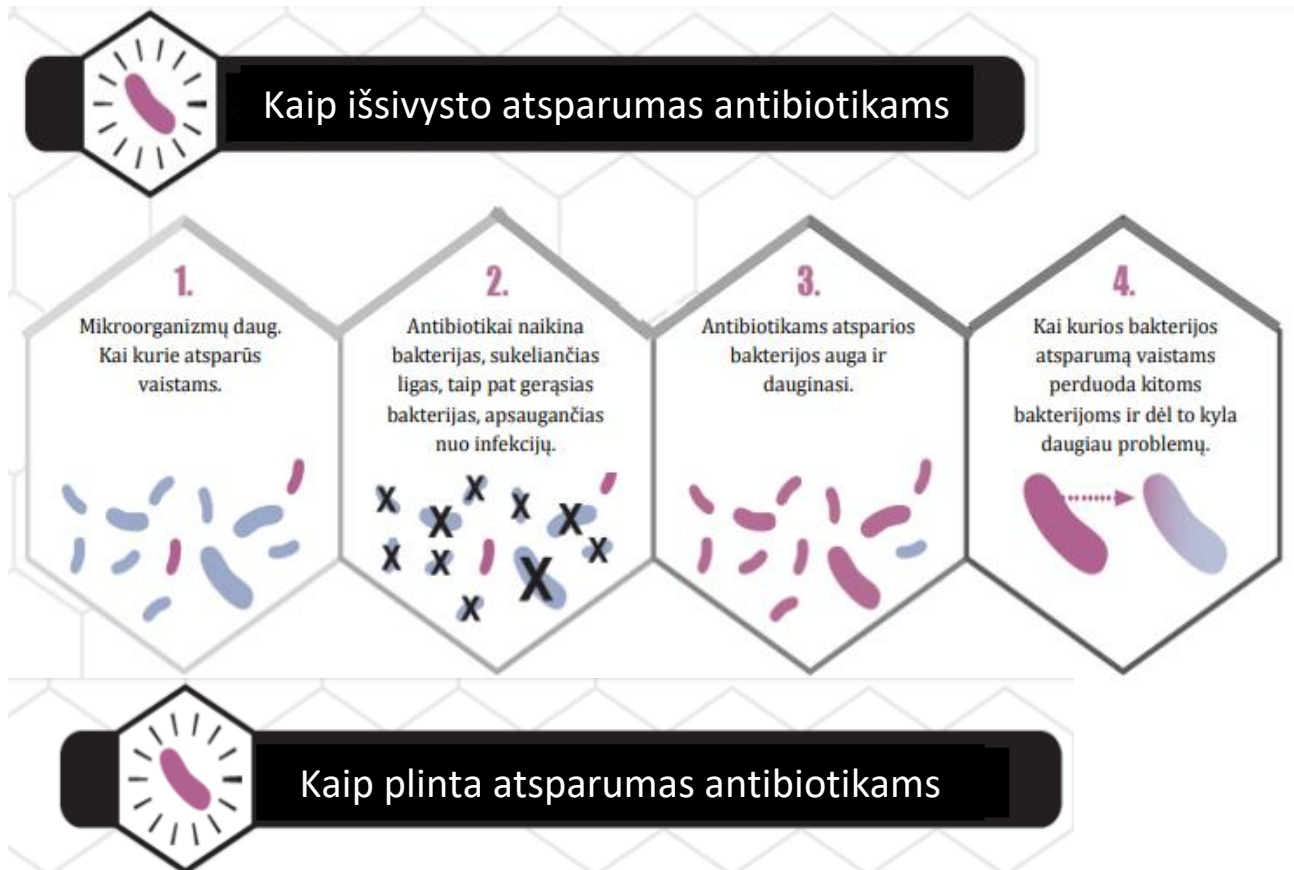 Kaip išsivysto atsparumas antibiotikams
1.
Mikroorganizmų daug.
Kai kurie atsparūs
vaistams.
2.
Antibiotikai naikina
bakterijas, sukeliančias
ligas, taip pat gerąsias
bakterijas, apsaugančias
nuo infekcijų.
3.
Antibiotikams atsparios
bakterijos auga ir
dauginasi.
4.
Kai kurios bakterijos
atsparumą vaistams
perduoda kitoms
bakterijoms ir dėl to kyla
daugiau problemų.
X
X
X
X
X
X
X
X
X
X
Kaip plinta atsparumas antibiotikams